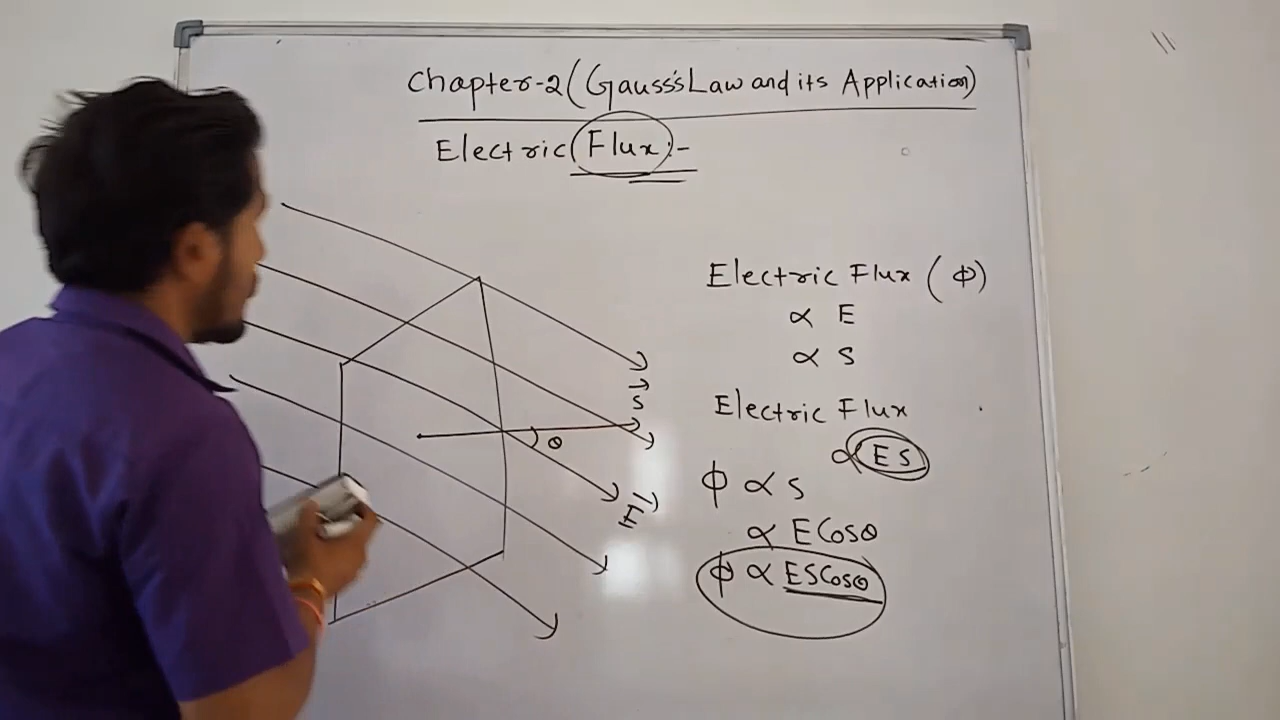 Chapter-2 (Gauss's Law and its Application)
Electric Flux :-
Electric Flux (Φ)
∝ E
∝ S
Electric Flux
∝ ES
ϕ ∝ S
∝ ECosθ
ϕ ∝ ESCosθ
S
θ
E